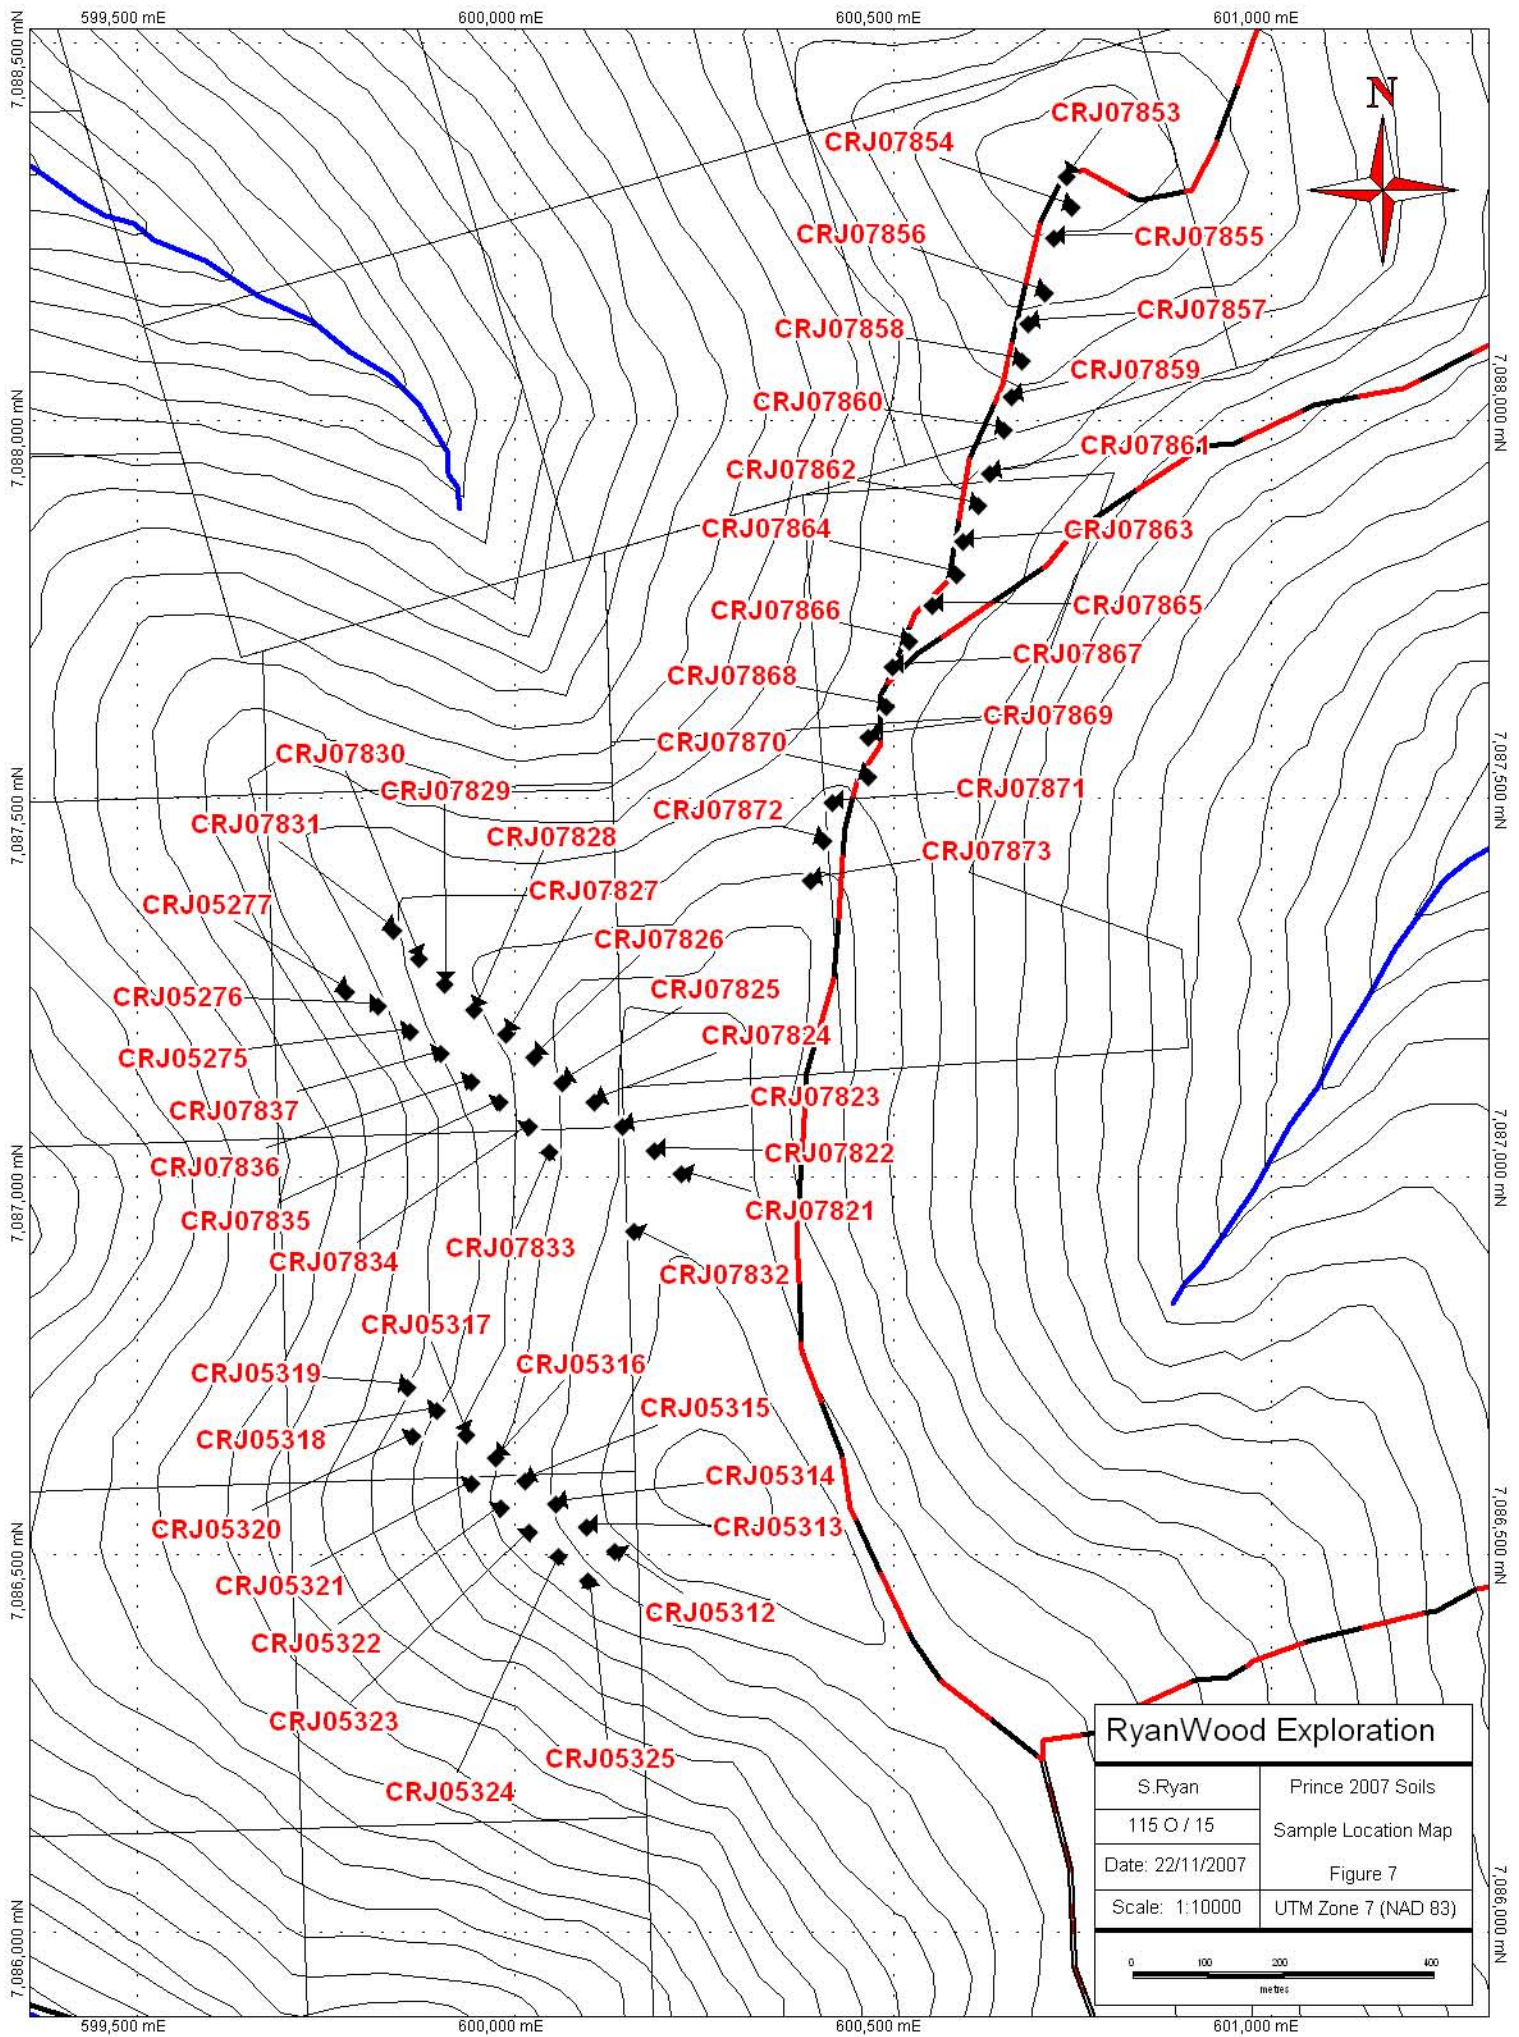 599,500 mE
600,000 mE
600,500 mE
601,000 mE
7,088,500 mN
N
CRJ07853
CRJ07854
CRJ07856
CRJ07855
CRJ07857
CRJ07858
7,088,000 mN
CRJ07859
CRJ07860
7,088,000 mN
CRJ07861
CRJ07862
CRJ07864
CRJ07863
CRJ07866
CRJ07865
CRJ07867
CRJ07868
CRJ07869
CRJ07870
CRJ07830
7,087,500 mN
CRJ07829
CRJ07871
CRJ07872
7,087,500 mN
CRJ07831
CRJ07828
CRJ07873
CRJ07827
CRJ05277
CRJ07826
CRJ07825
CRJ05276
CRJ07824
CRJ05275
CRJ07823
CRJ07837
7,087,000 mN
CRJ07822
CRJ07836
7,087,000 mN
CRJ07821
CRJ07835
CRJ07833
CRJ07834
CRJ07832
CRJ05317
CRJ05316
CRJ05319
CRJ05315
CRJ05318
CRJ05314
7,086,500 mN
CRJ05313
CRJ05320
7,086,500 mN
CRJ05321
CRJ05312
CRJ05322
CRJ05323
CRJ05325
CRJ05324
RyanWood Exploration
S.Ryan
115 O / 15
Date: 22/11/2007
Scale: 1:10000
Prince 2007 Soils
Sample Location Map
Figure 7
UTM Zone 7 (NAD 83)
7,086,000 mN
7,086,000 mN
0 100 200 400
metres
599,500 mE
600,000 mE
600,500 mE
601,000 mE